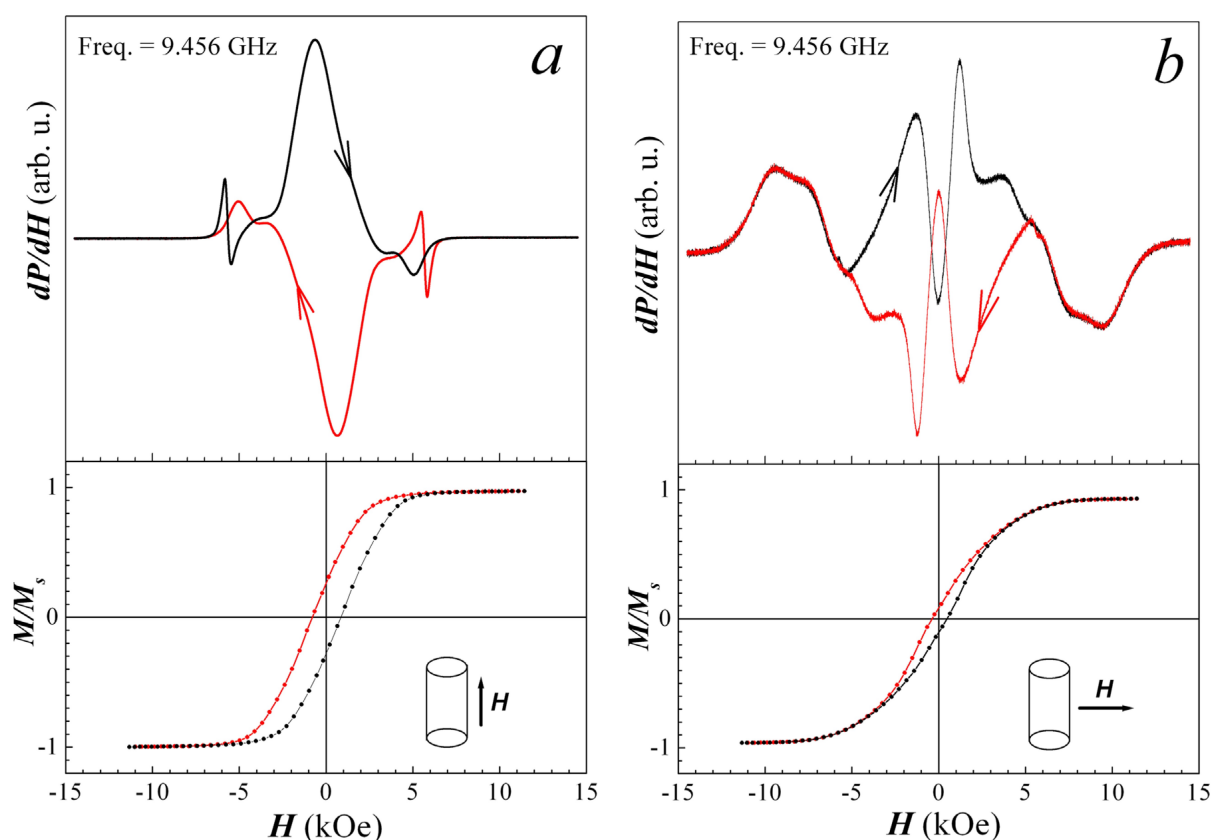 Freq. = 9.456 GHz
a
dP/dH (arb. u.)
1
0
-1
M/Ms
H
-15 -10 -5 0 5 10 15
H (kOe)
Freq. = 9.456 GHz
b
dP/dH (arb. u.)
1
0
-1
M/Ms
H
-15 -10 -5 0 5 10 15
H (kOe)